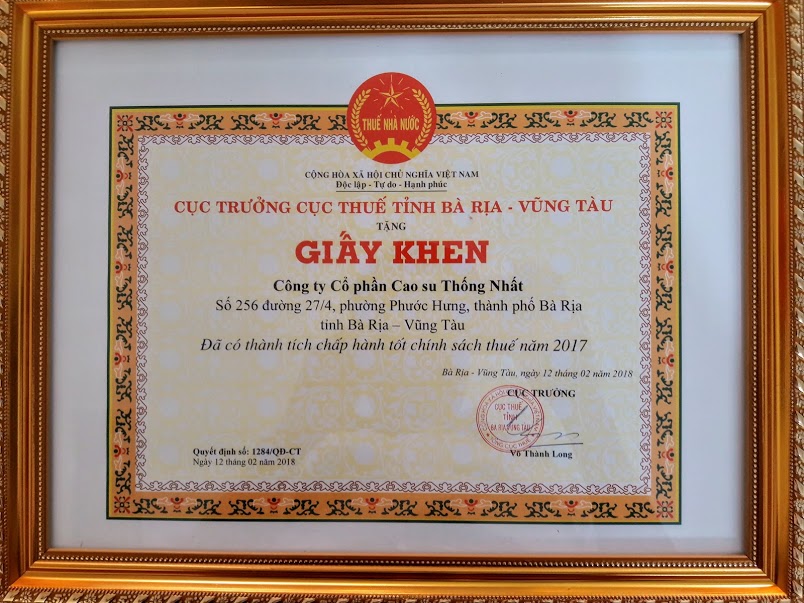 THUẾ NHÀ NƯỚC
CỘNG HÒA XÃ HỘI CHỦ NGHĨA VIỆT NAM
Độc lập - Tự do - Hạnh phúc
CỤC TRƯỞNG CỤC THUẾ TỈNH BÀ RỊA - VŨNG TÀU
TẶNG
GIẤY KHEN
Công ty Cổ phần Cao su Thống Nhất
Số 256 đường 27/4, phường Phước Hưng, thành phố Bà Rịa
tỉnh Bà Rịa – Vũng Tàu
Đã có thành tích chấp hành tốt chính sách thuế năm 2017
Bà Rịa - Vũng Tàu, ngày 12 tháng 02 năm 2018
CỤC TRƯỞNG
CỤC THUẾ
TỈNH
BÀ RỊA VŨNG TÀU
Võ Thành Long
Quyết định số: 1284/QĐ-CT
Ngày 12 tháng 02 năm 2018